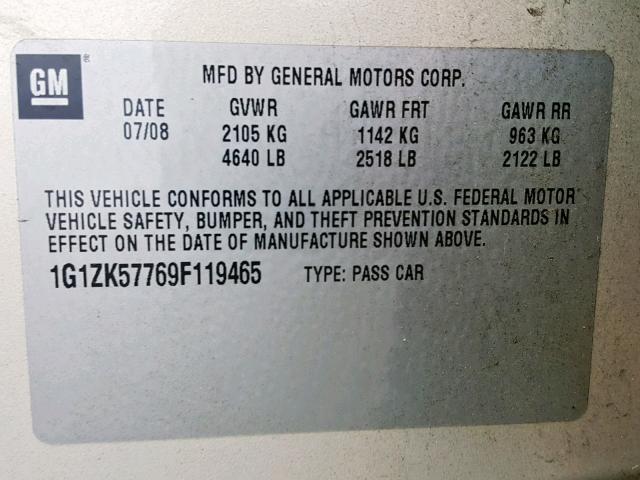 GM ®
MFD BY GENERAL MOTORS CORP.
DATE GVWR GAWR FRT GAWR RR
07/08 2105 KG 1142 KG 963 KG
4640 LB 2518 LB 2122 LB
THIS VEHICLE CONFORMS TO ALL APPLICABLE U.S. FEDERAL MOTOR
VEHICLE SAFETY, BUMPER, AND THEFT PREVENTION STANDARDS IN
EFFECT ON THE DATE OF MANUFACTURE SHOWN ABOVE.
1G1ZK57769F119465 TYPE: PASS CAR